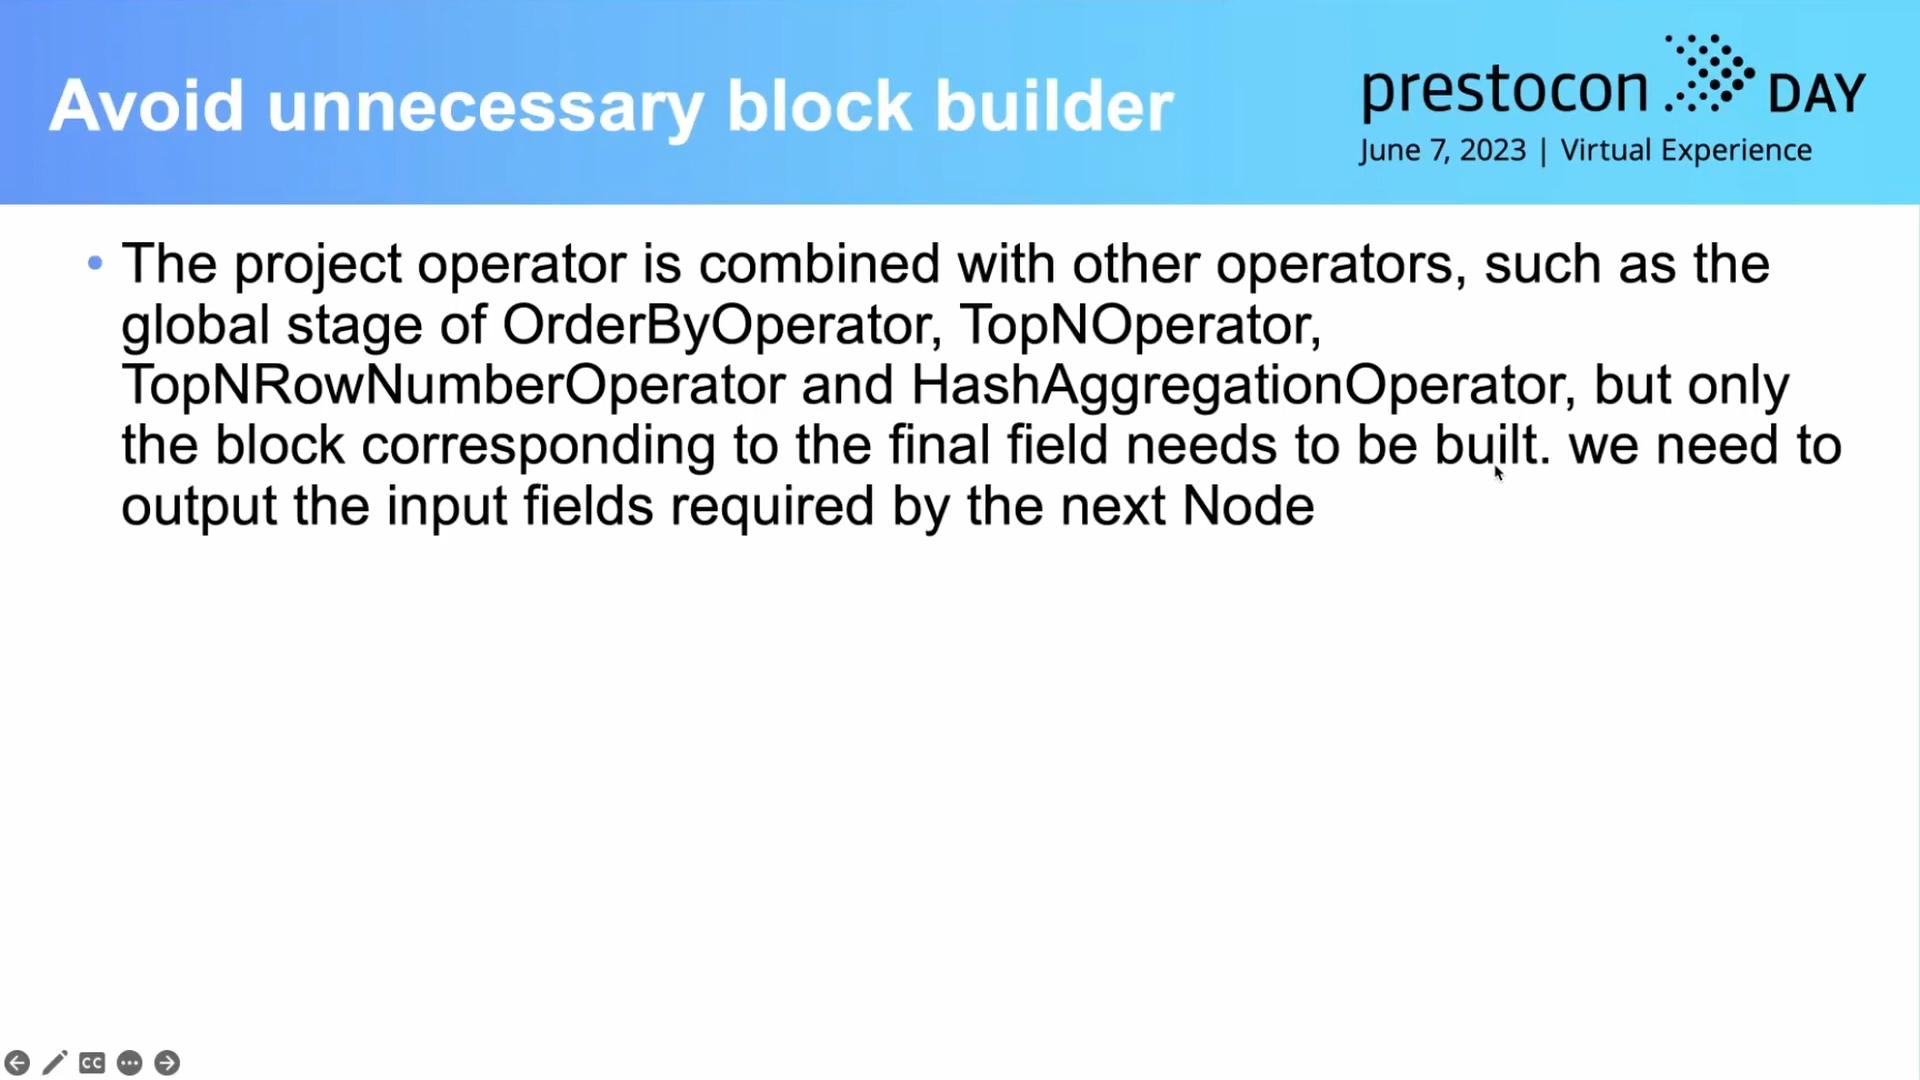 Avoid unnecessary block builder
prestocon DAY
June 7, 2023 | Virtual Experience
• The project operator is combined with other operators, such as the
global stage of OrderByOperator, TopNOperator,
TopNRowNumberOperator and HashAggregationOperator, but only
the block corresponding to the final field needs to be built. we need to
output the input fields required by the next Node
CC